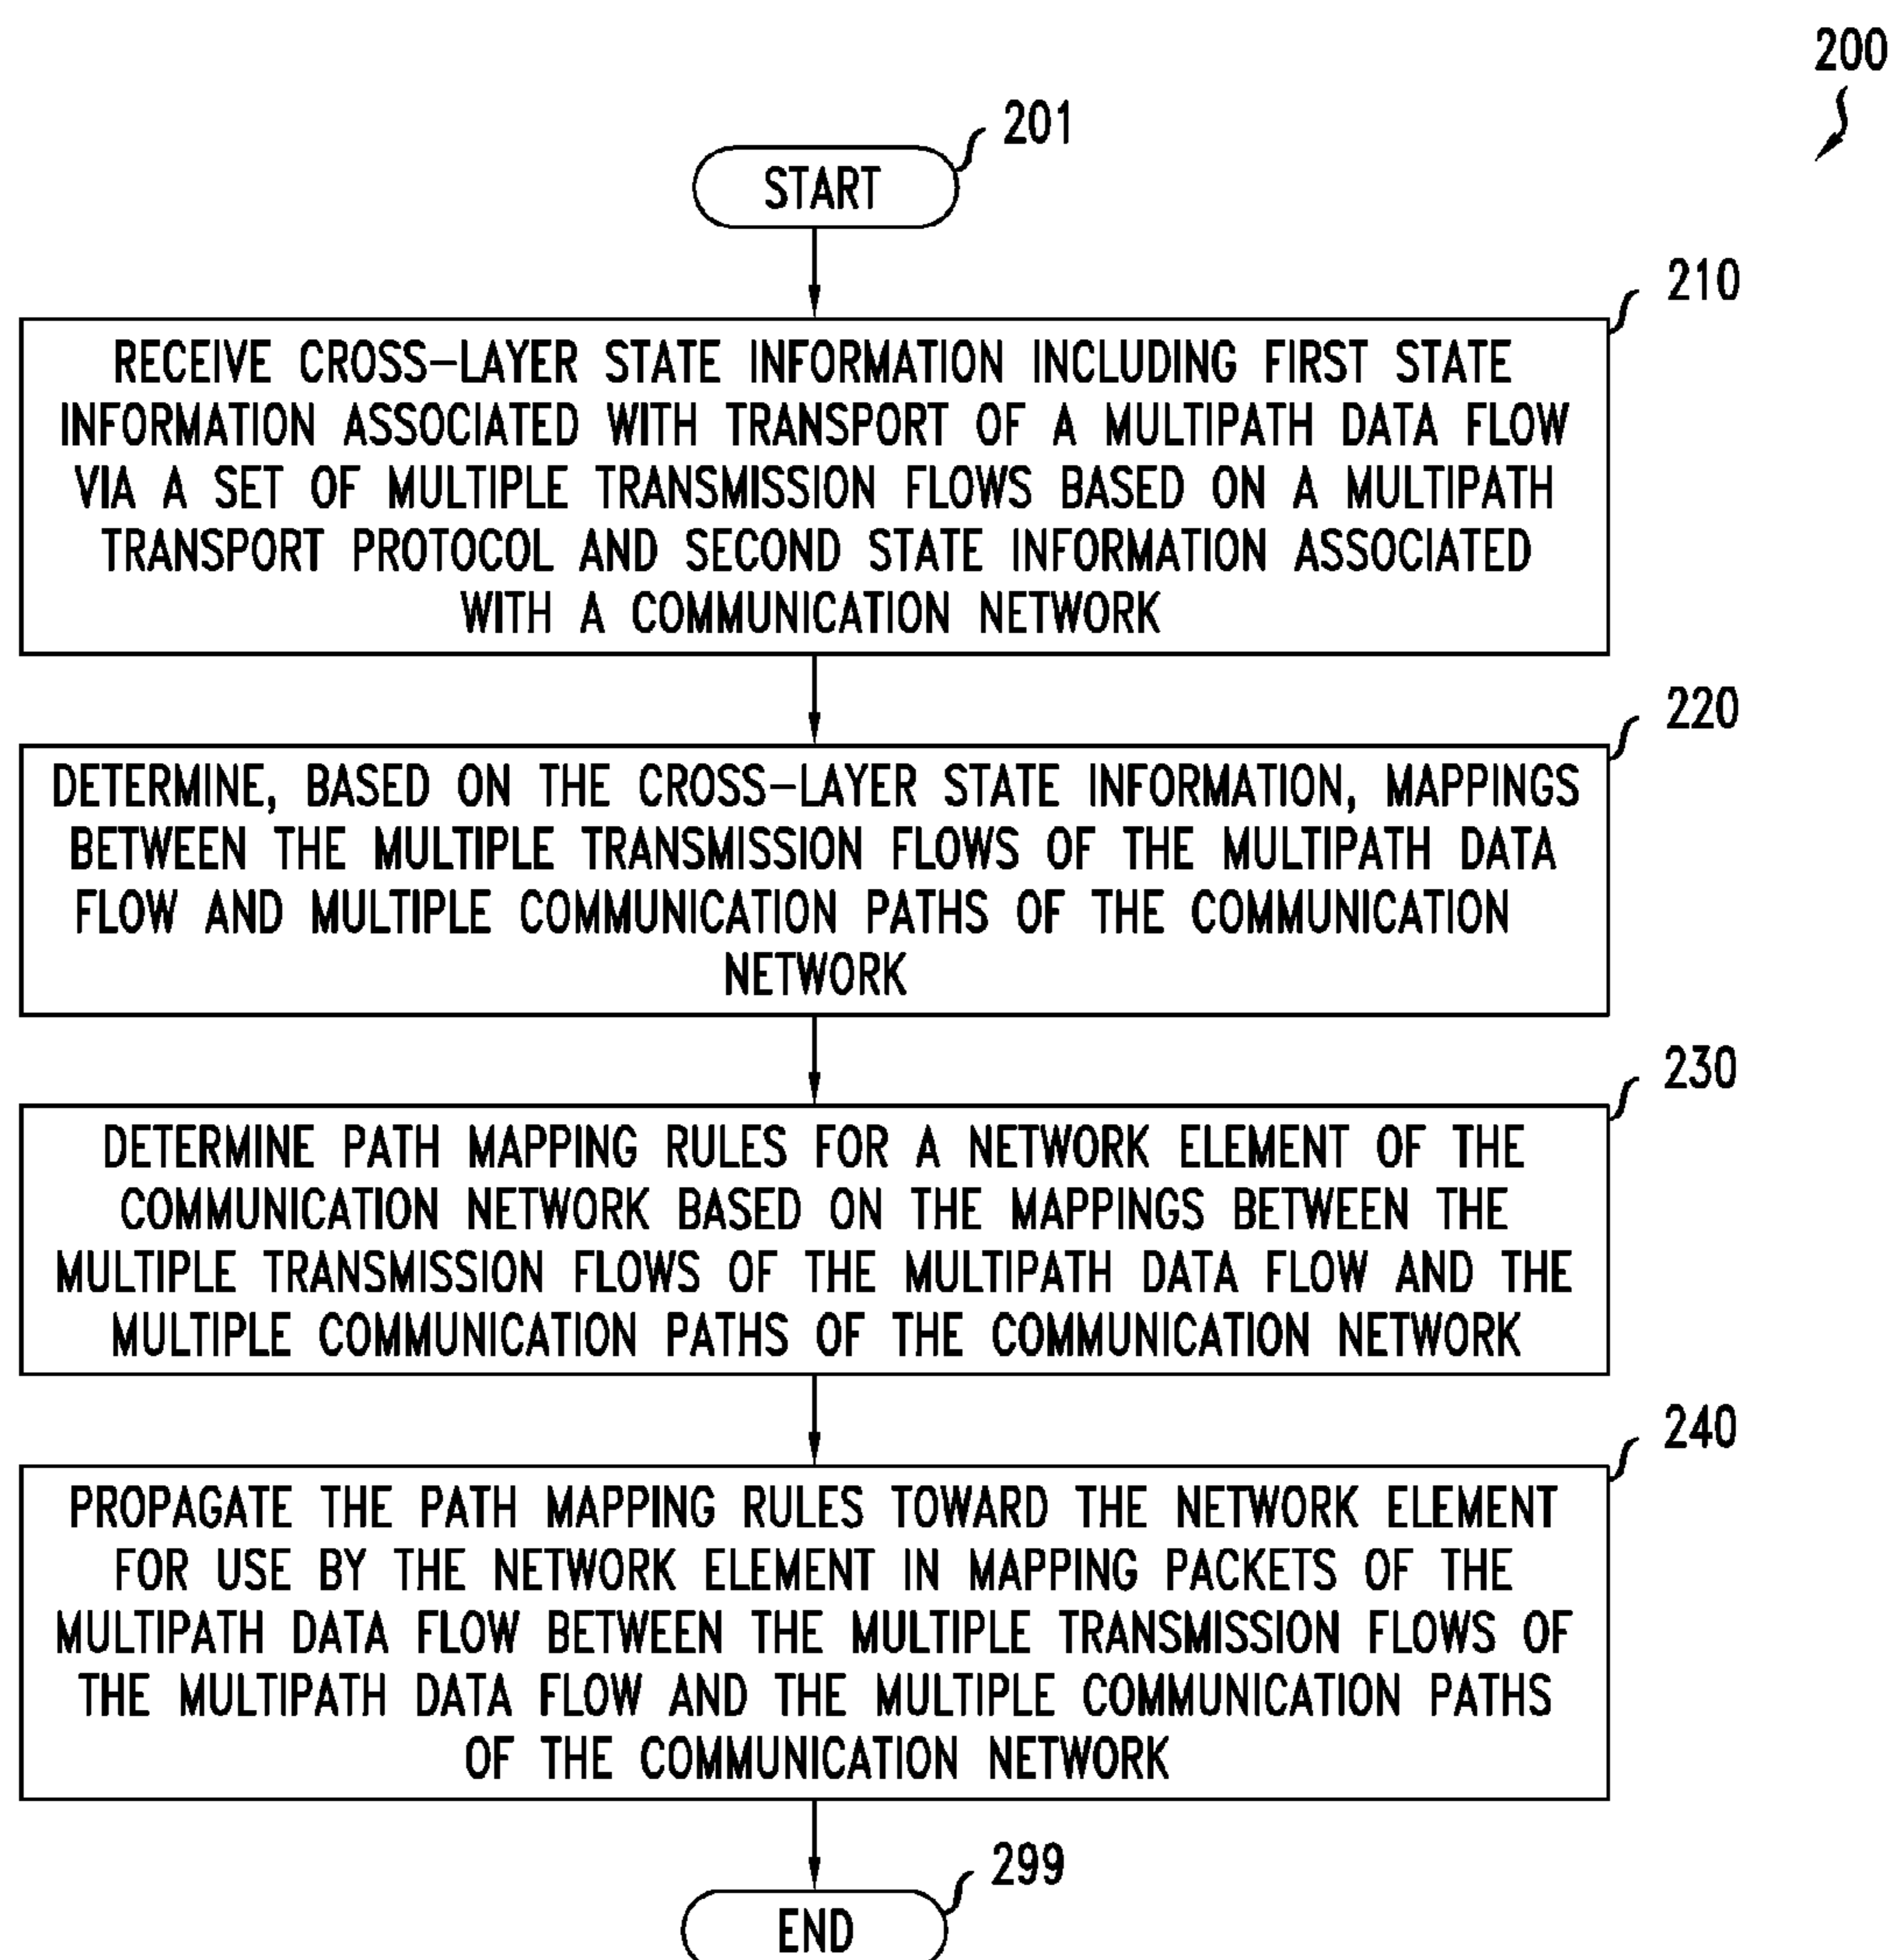 200
201
START
210
RECEIVE CROSS-LAYER STATE INFORMATION INCLUDING FIRST STATE
INFORMATION ASSOCIATED WITH TRANSPORT OF A MULTIPATH DATA FLOW
VIA A SET OF MULTIPLE TRANSMISSION FLOWS BASED ON A MULTIPATH
TRANSPORT PROTOCOL AND SECOND STATE INFORMATION ASSOCIATED
WITH A COMMUNICATION NETWORK
220
DETERMINE, BASED ON THE CROSS-LAYER STATE INFORMATION, MAPPINGS
BETWEEN THE MULTIPLE TRANSMISSION FLOWS OF THE MULTIPATH DATA
FLOW AND MULTIPLE COMMUNICATION PATHS OF THE COMMUNICATION
NETWORK
230
DETERMINE PATH MAPPING RULES FOR A NETWORK ELEMENT OF THE
COMMUNICATION NETWORK BASED ON THE MAPPINGS BETWEEN THE
MULTIPLE TRANSMISSION FLOWS OF THE MULTIPATH DATA FLOW AND THE
MULTIPLE COMMUNICATION PATHS OF THE COMMUNICATION NETWORK
240
PROPAGATE THE PATH MAPPING RULES TOWARD THE NETWORK ELEMENT
FOR USE BY THE NETWORK ELEMENT IN MAPPING PACKETS OF THE
MULTIPATH DATA FLOW BETWEEN THE MULTIPLE TRANSMISSION FLOWS OF
THE MULTIPATH DATA FLOW AND THE MULTIPLE COMMUNICATION PATHS
OF THE COMMUNICATION NETWORK
299
END